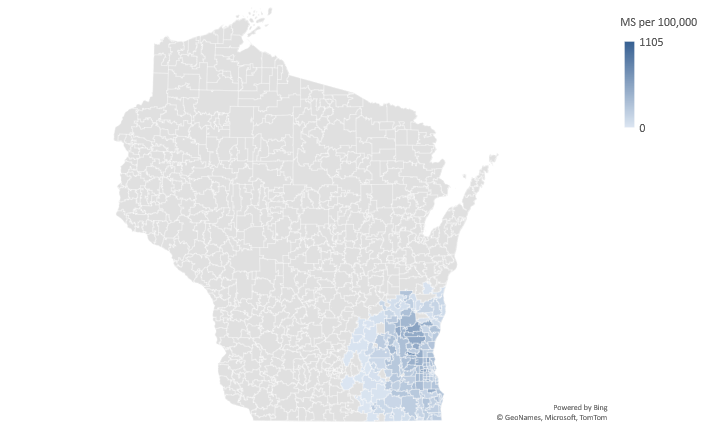 MS per 100,000
1105
0
Powered by Bing
© GeoNames, Microsoft, TomTom